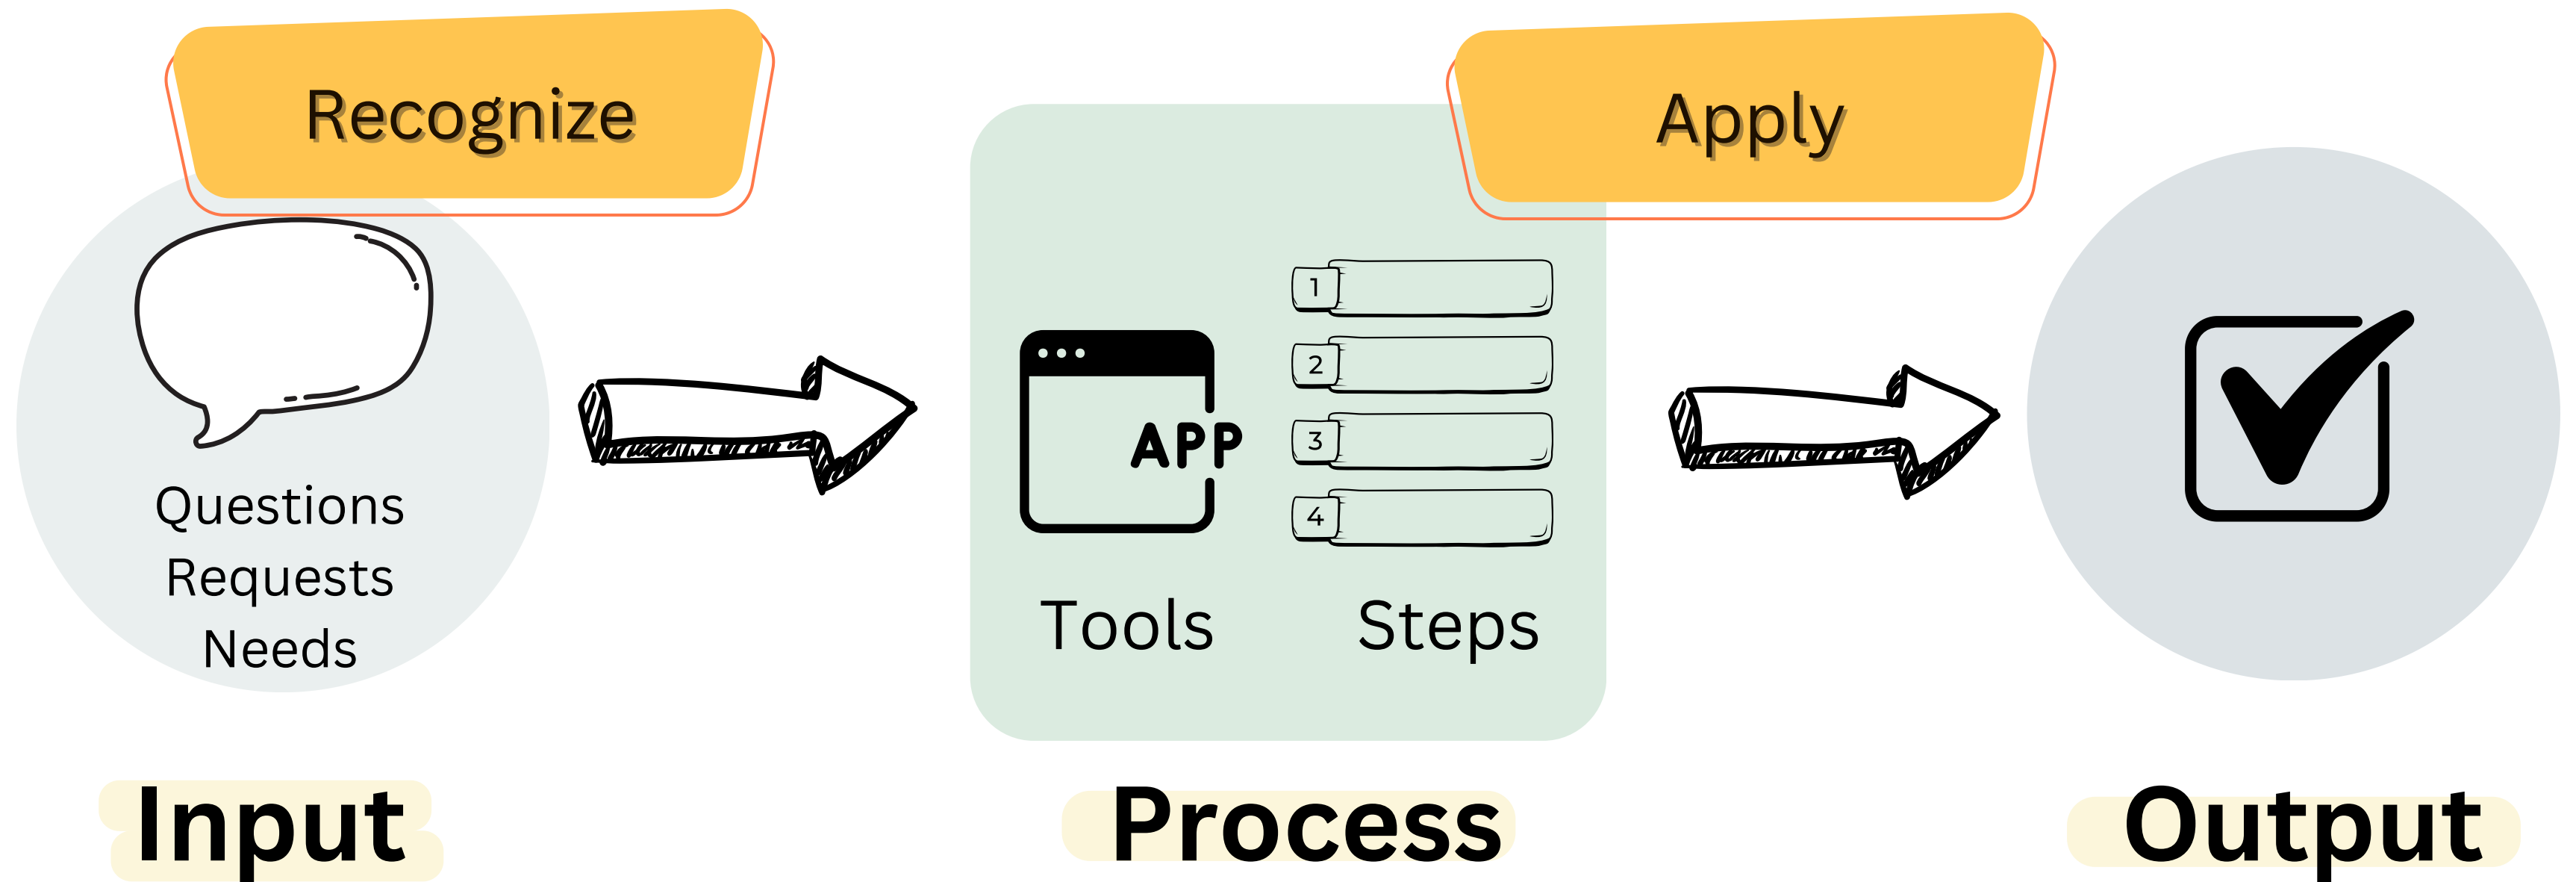 Recognize
Apply
Questions
Requests
Needs
APP
1
2
3
4
Tools
Steps
Input
Process
Output